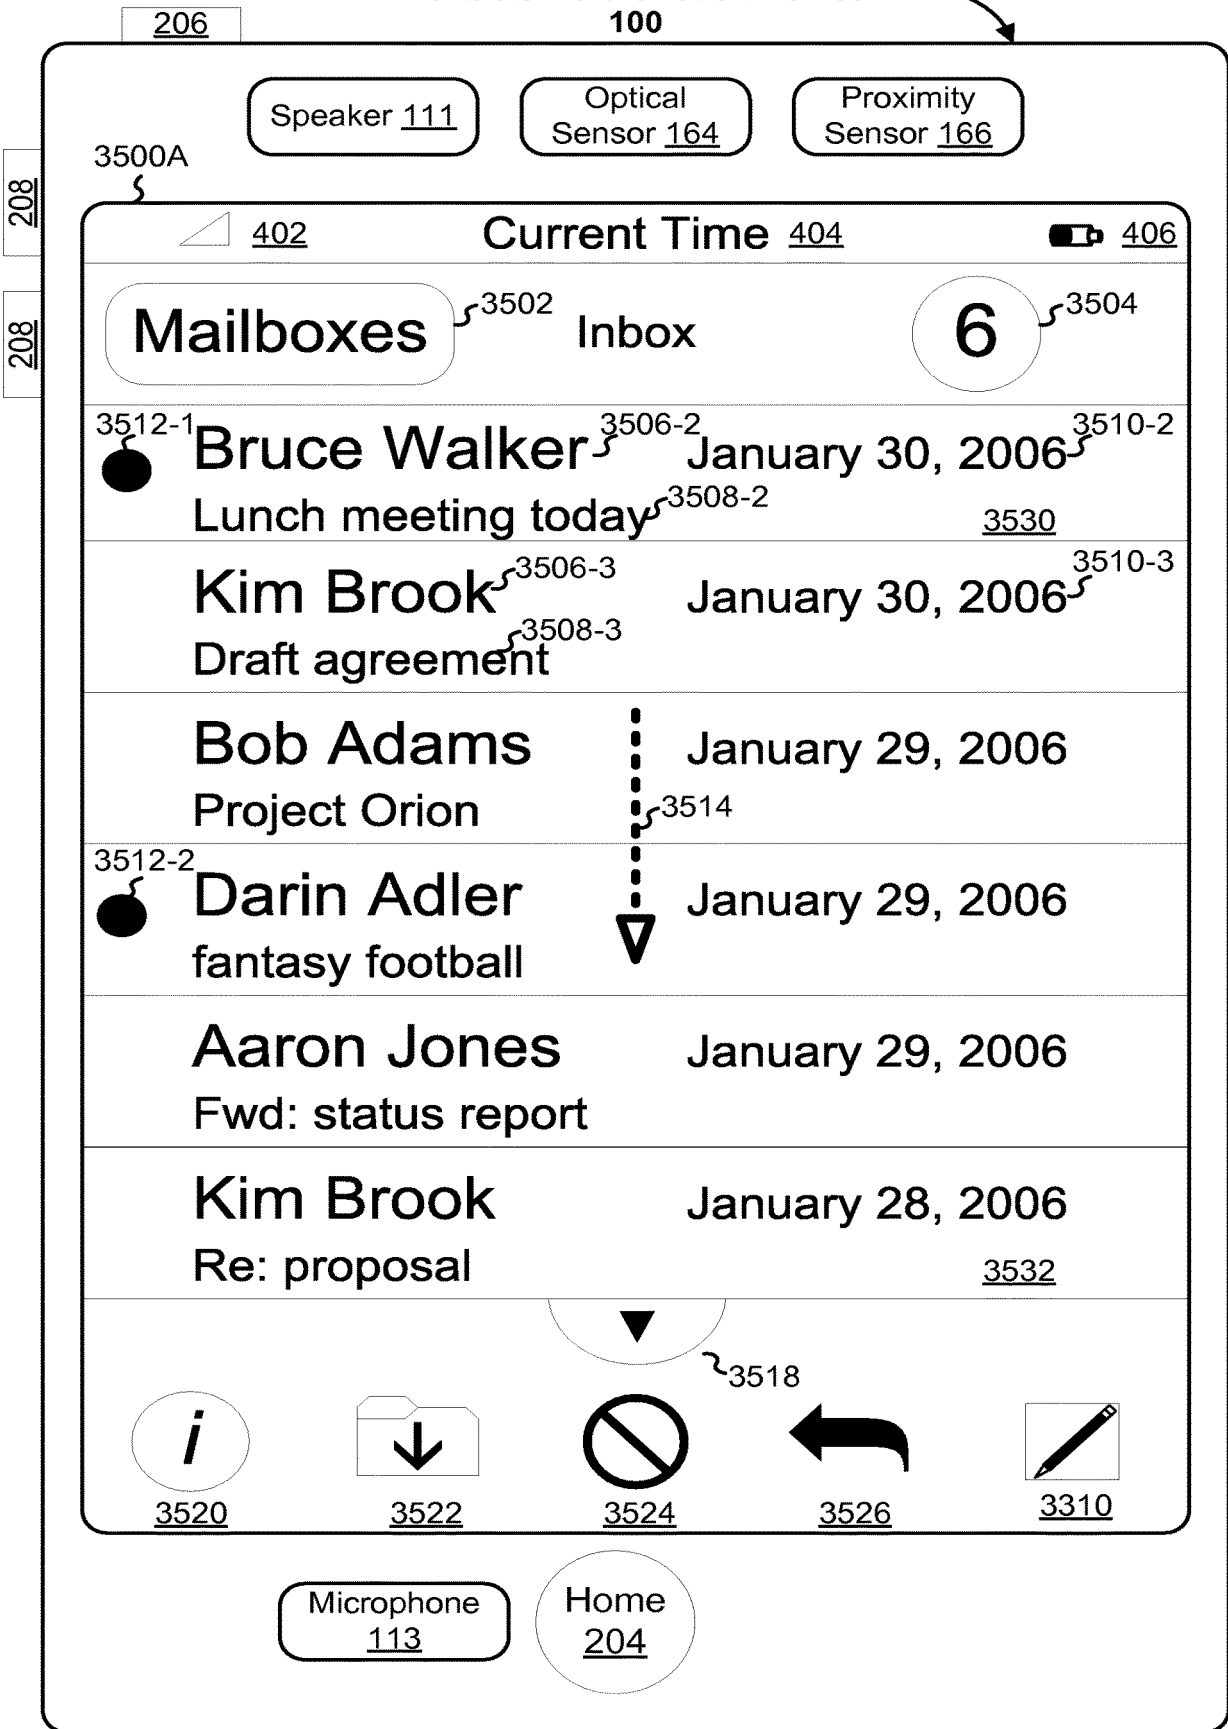 100
206
Speaker 111
Optical
Sensor 164
Proximity
Sensor 166
3500A
208
402
Current Time 404
406
208
Mailboxes
3502
Inbox
6
3504
3512-1
Bruce Walker
3506-2
January 30, 2006
3510-2
Lunch meeting today
3508-2
3530
Kim Brook
3506-3
January 30, 2006
3510-3
Draft agreement
3508-3
Bob Adams
January 29, 2006
Project Orion
3514
3512-2
Darin Adler
January 29, 2006
fantasy football
Aaron Jones
January 29, 2006
Fwd: status report
Kim Brook
January 28, 2006
Re: proposal
3532
3518
i
3520
3522
3524
3526
3310
Microphone
113
Home
204